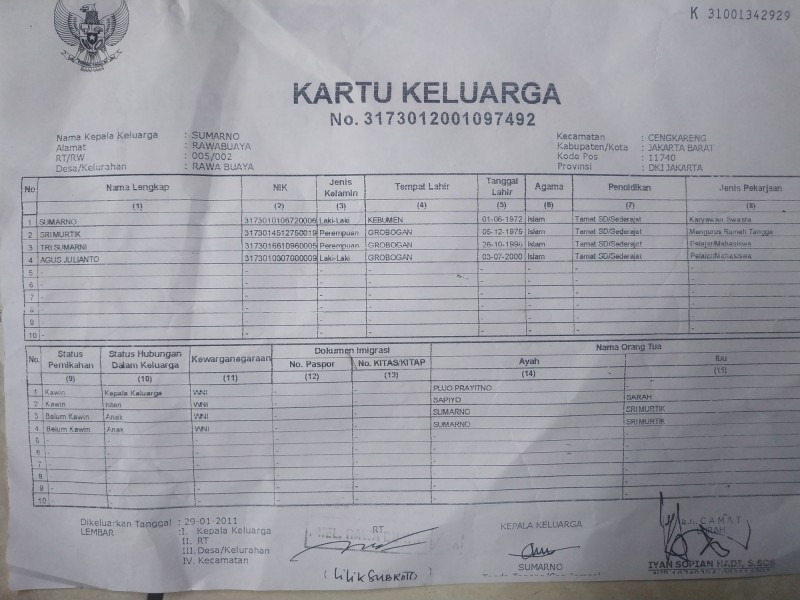 K 31001342929
KARTU KELUARGA
No. 3173012001097492
Nama Kepala Keluarga : SUMARNO
Alamat : RAWABUAYA
RT/RW : 005/002
Desa/Kelurahan : RAWA BUAYA
Kecamatan : CENGKARENG
Kabupaten/Kota : JAKARTA BARAT
Kode Pos : 11740
Provinsi : DKI JAKARTA
No Nama Lengkap NIK Jenis Kelamin Tempat Lahir Tanggal Lahir Agama Pendidikan Jenis Pekerjaan
(1) (2) (3) (4) (5) (6) (7) (8)
1 SUMARNO 3173010106720006 Laki-Laki KEBUMEN 01-06-1972 Islam Tamat SD/Sederajat Karyawan Swasta
2 SRI MURTIK 3173014512750019 Perempuan GROBOGAN 05-12-1975 Islam Tamat SD/Sederajat Mengurus Rumah Tangga
3 TRI SUMARNI 3173016610960005 Perempuan GROBOGAN 26-10-1996 Islam Tamat SD/Sederajat Pelajar/Mahasiswa
4 AGUS JULIANTO 3173010307000009 Laki-Laki GROBOGAN 03-07-2000 Islam Tamat SD/Sederajat Pelajar/Mahasiswa
5 - - - - - - - -
6 - - - - - - - -
7 - - - - - - - -
8 - - - - - - - -
9 - - - - - - - -
10 - - - - - - - -
No. Status Pernikahan Status Hubungan Dalam Keluarga Kewarganegaraan Dokumen Imigrasi Nama Orang Tua
No. Paspor No. KITAS/KITAP Ayah Ibu
(9) (10) (11) (12) (13) (14) (15)
1 Kawin Kepala Keluarga WNI - - PUJO PRAYITNO
2 Kawin Isteri WNI - - SAPIYO SARAH
3 Belum Kawin Anak WNI - - SUMARNO SRI MURTIK
4 Belum Kawin Anak WNI - - SUMARNO SRI MURTIK
5 - - - - - - -
6 - - - - - - -
7 - - - - - - -
8 - - - - - - -
9 - - - - - - -
10 - - - - - - -
Dikeluarkan Tanggal : 29-01-2011
LEMBAR : I. Kepala Keluarga
II. RT
III. Desa/Kelurahan
IV. Kecamatan
RT
KEPALA KELUARGA
a.n. CAMAT
(LILIK SUBROTO)
SUMARNO
IYAN SOPIAN HADI, S.SOS